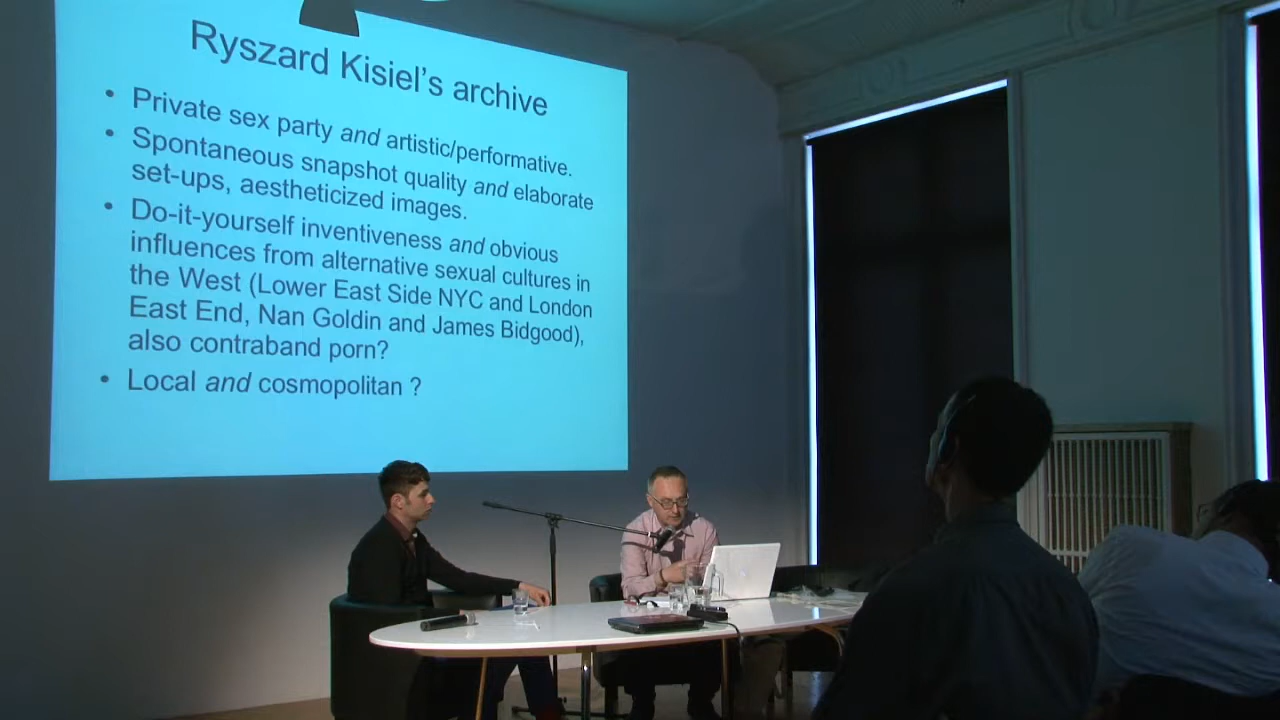 Ryszard Kisiel's archive
• Private sex party and artistic/performative.
• Spontaneous snapshot quality and elaborate
set-ups, aestheticized images.
• Do-it-yourself inventiveness and obvious
influences from alternative sexual cultures in
the West (Lower East Side NYC and London
East End, Nan Goldin and James Bidgood),
also contraband porn?
• Local and cosmopolitan ?